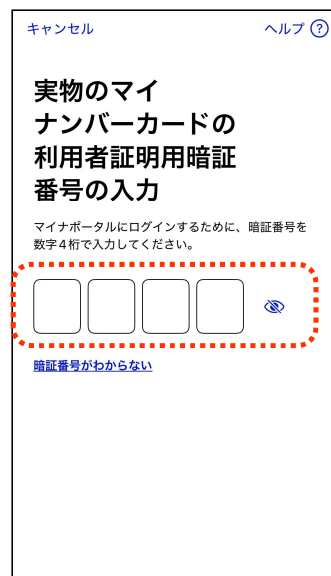 キャンセル
ヘルプ ?
実物のマイ
ナンバーカードの
利用者証明用暗証
番号の入力
マイナポータルにログインするために、暗証番号を
数字4桁で入力してください。
暗証番号がわからない